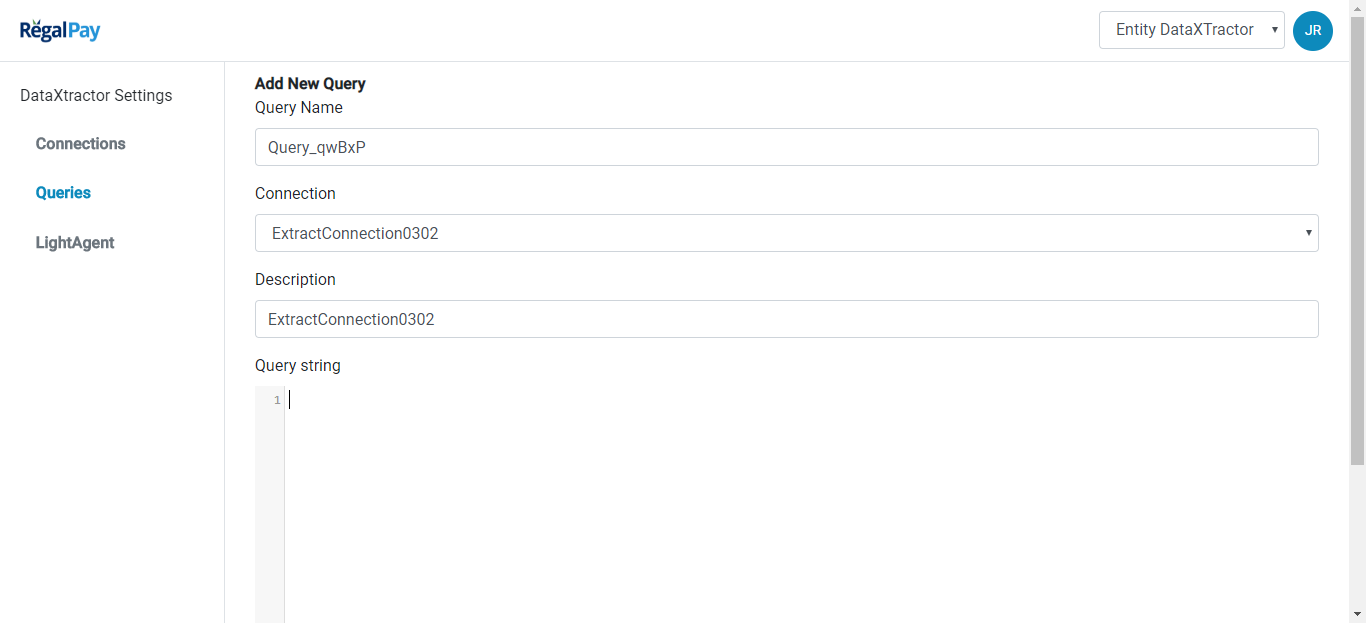 RegalPay
Entity DataXTractor
JR
DataXtractor Settings
Connections
Queries
LightAgent
Add New Query
Query Name
Query_qwBxP
Connection
ExtractConnection0302
Description
ExtractConnection0302
Query string
1